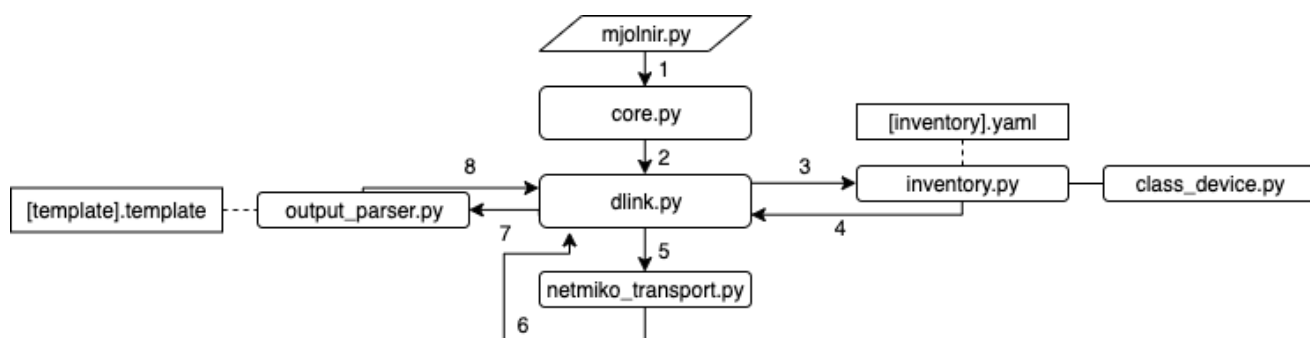 mjolnir.py
1
core.py
[inventory].yaml
2
8
3
[template].template
output_parser.py
dlink.py
inventory.py
class_device.py
7
4
5
netmiko_transport.py
6